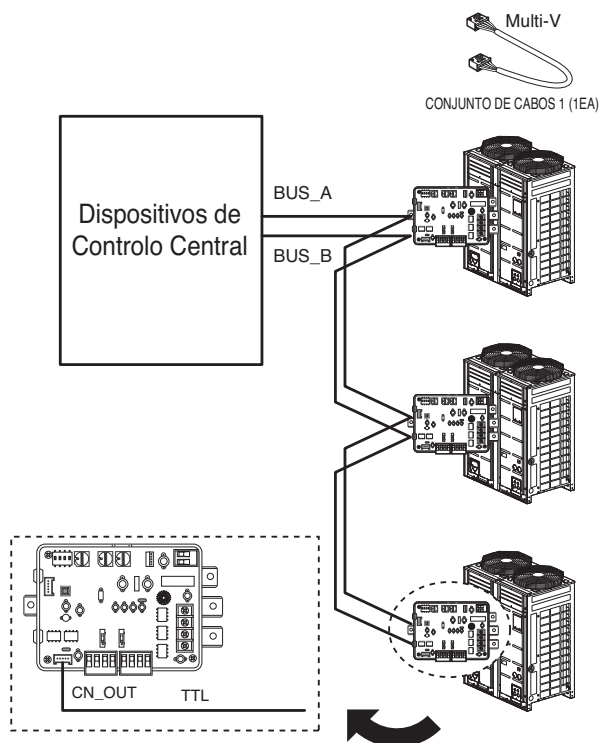 Multi-V
CONJUNTO DE CABOS 1 (1EA)
Dispositivos de
Controlo Central
BUS_A
BUS_B
CN_OUT
TTL